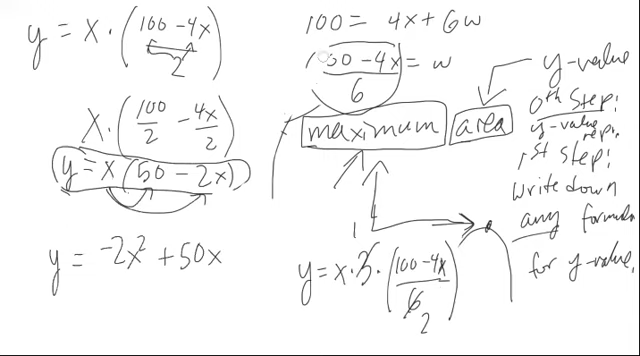 y = x · (100 - 4x / 2)
x · (100/2 - 4x/2)
y = x (50 - 2x)
y = -2x² + 50x
100 = 4x + 6w
100 - 4x / 6 = w
maximum area
y = x · 3 · (100 - 4x / 6)
2
y-value
0th Step:
y-value
rep.
1st step:
write down
any formula
for y-value.